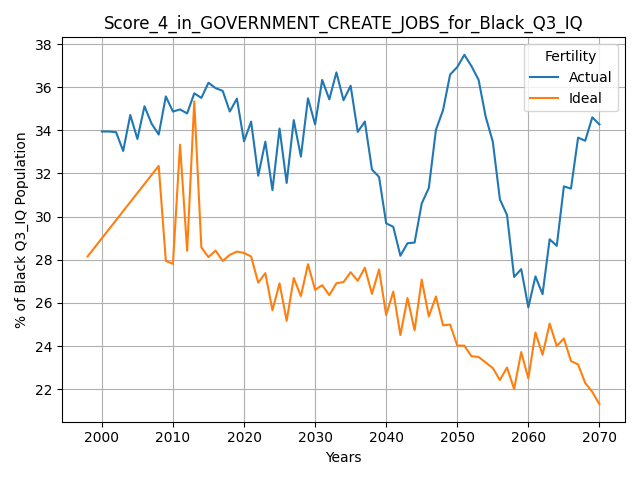 Score_4_in_GOVERNMENT_CREATE_JOBS_for_Black_Q3_IQ
Fertility
Actual
Ideal
% of Black Q3_IQ Population
38
36
34
32
30
28
26
24
22
2000
2010
2020
2030
2040
2050
2060
2070
Years